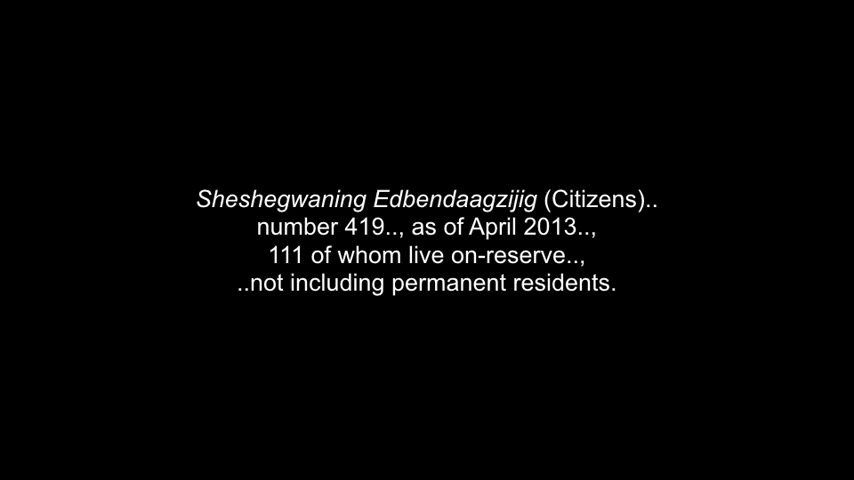 Sheshegwaning Edbendaagzijig (Citizens)..
number 419.., as of April 2013..,
111 of whom live on-reserve..,
..not including permanent residents.